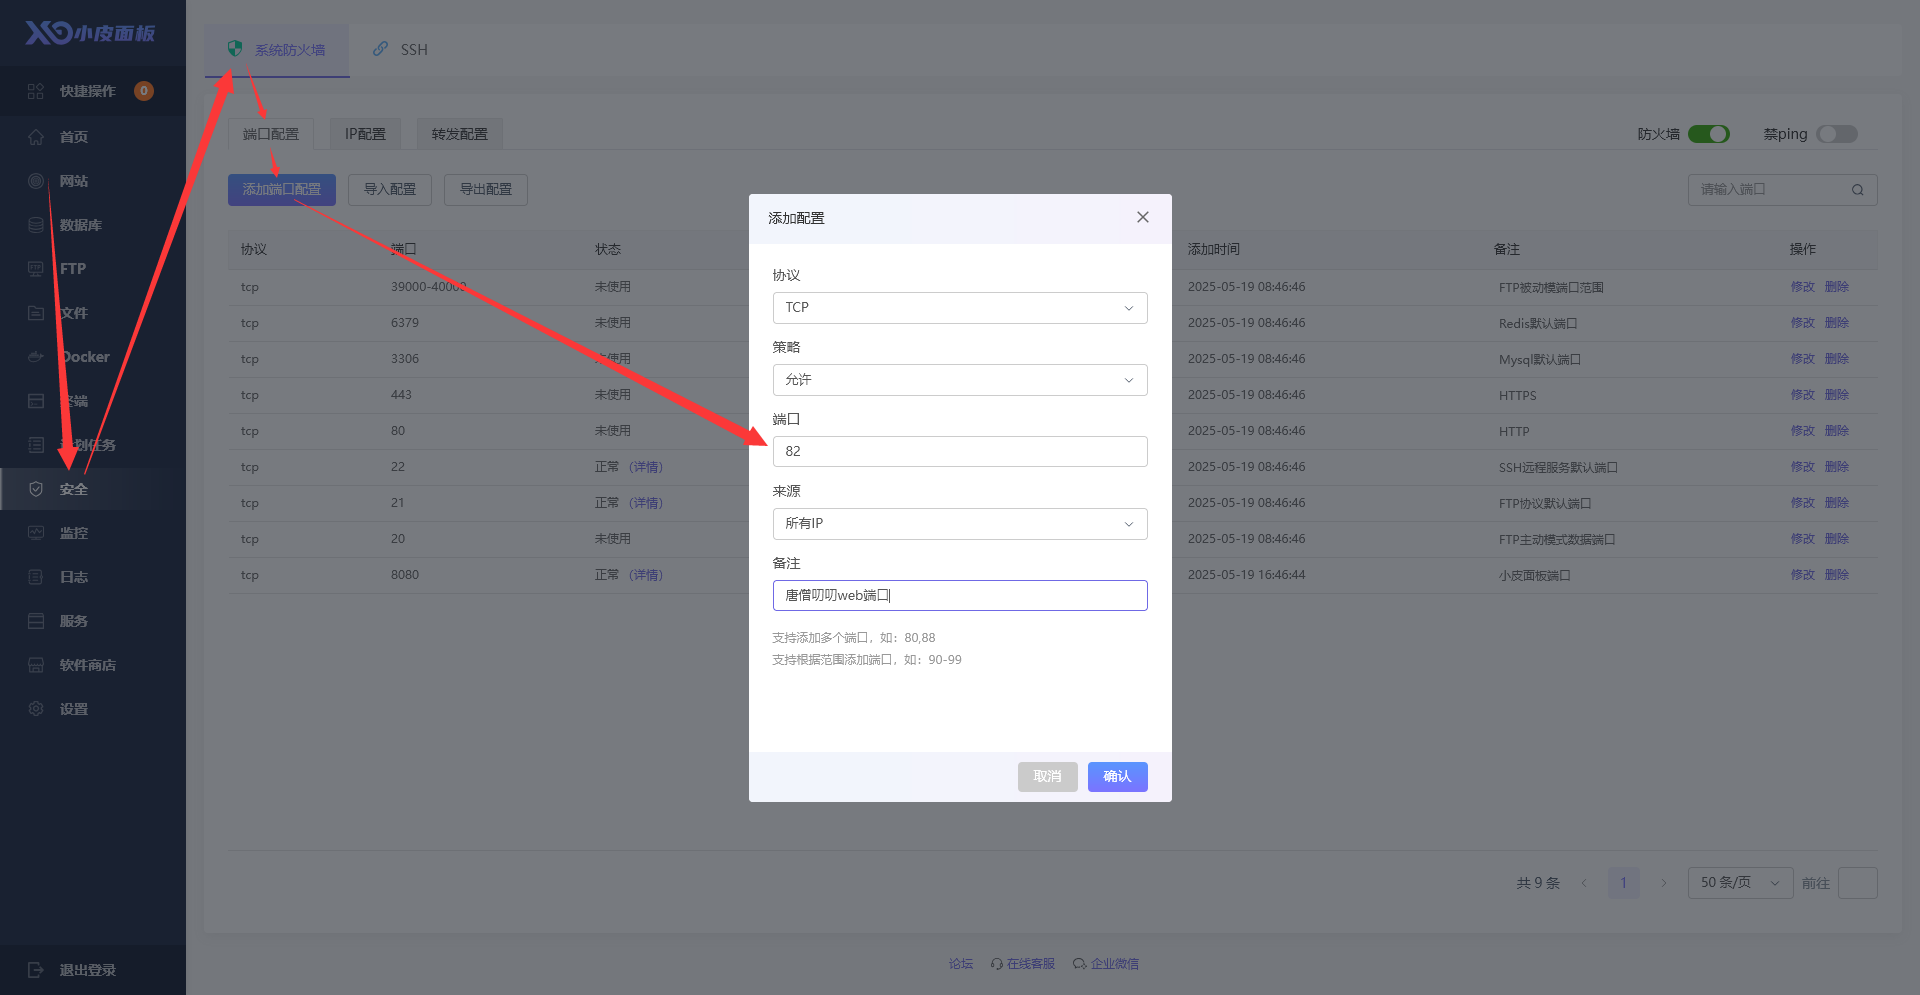 小皮面板
快捷操作 0
首页
网站
数据库
FTP
文件
Docker
终端
计划任务
安全
监控
日志
服务
软件商店
设置
退出登录
系统防火墙 SSH
端口配置 IP配置 转发配置 防火墙 禁ping
添加端口配置 导入配置 导出配置 请输入端口
协议 端口 状态 添加时间 备注 操作
tcp 39000-40000 未使用 2025-05-19 08:46:46 FTP被动模端口范围 修改 删除
tcp 6379 未使用 2025-05-19 08:46:46 Redis默认端口 修改 删除
tcp 3306 未使用 2025-05-19 08:46:46 Mysql默认端口 修改 删除
tcp 443 未使用 2025-05-19 08:46:46 HTTPS 修改 删除
tcp 80 未使用 2025-05-19 08:46:46 HTTP 修改 删除
tcp 22 正常 (详情) 2025-05-19 08:46:46 SSH远程服务默认端口 修改 删除
tcp 21 正常 (详情) 2025-05-19 08:46:46 FTP协议默认端口 修改 删除
tcp 20 未使用 2025-05-19 08:46:46 FTP主动模式数据端口 修改 删除
tcp 8080 正常 (详情) 2025-05-19 16:46:44 小皮面板端口 修改 删除
添加配置
协议
TCP
策略
允许
端口
82
来源
所有IP
备注
唐僧叨叨web端口
支持添加多个端口，如：80,88
支持根据范围添加端口，如：90-99
取消 确认
共 9 条 1 50 条/页 前往
论坛 在线客服 企业微信